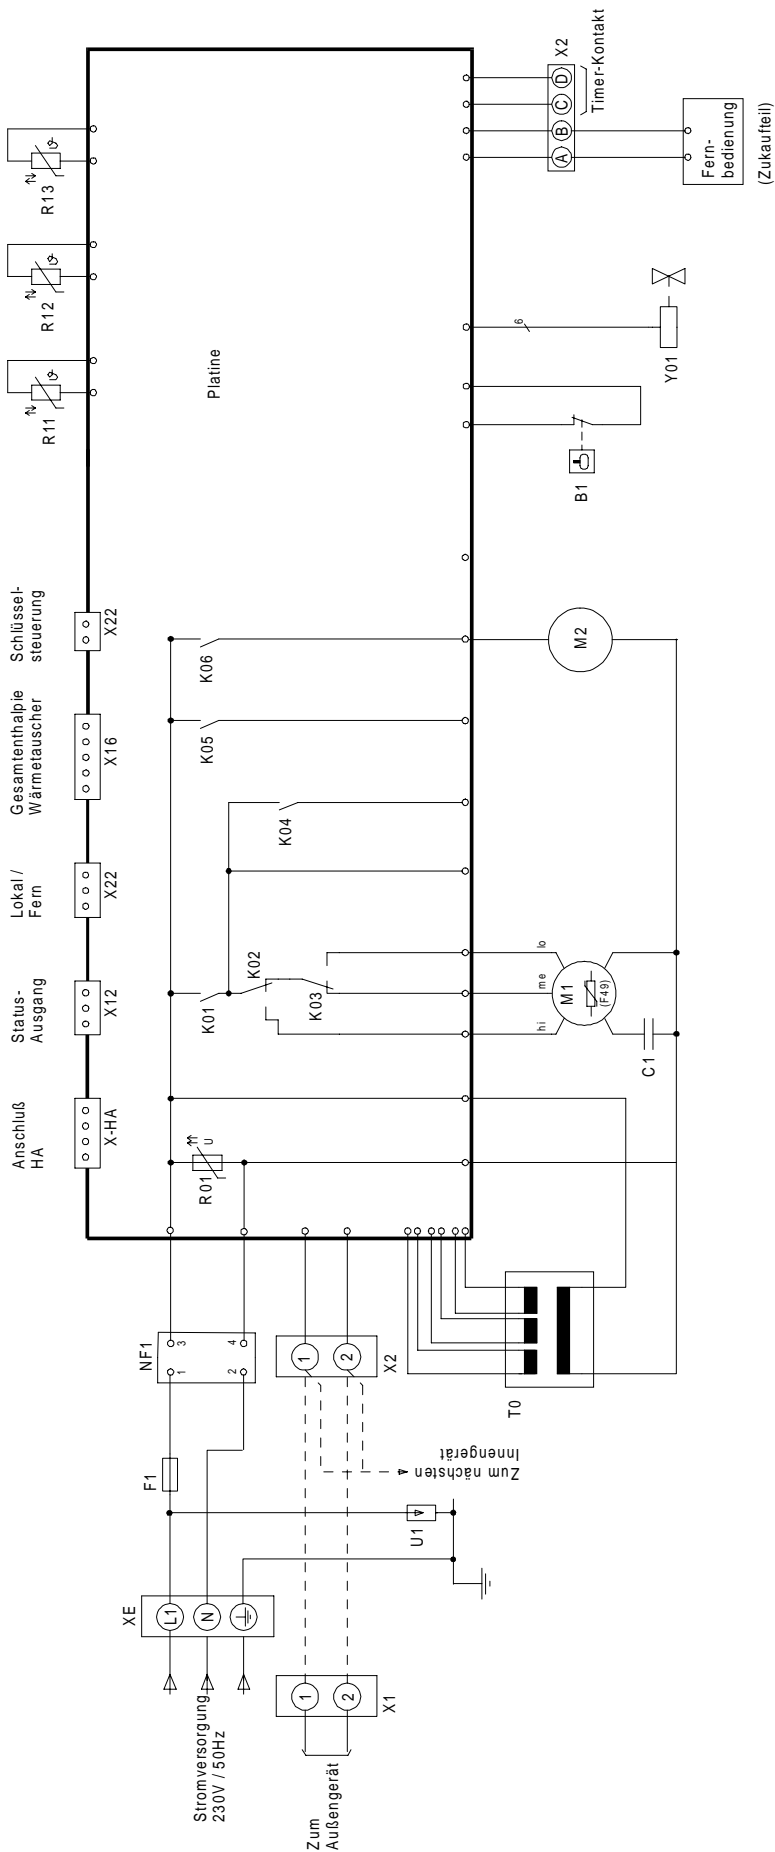 Anschluß
HA
X-HA
Status-
Ausgang
X12
Lokal /
Fern
X22
Gesamtenthalpie
Wärmetauscher
X16
Schlüssel-
steuerung
X22
R11
R12
R13
Platine
Stromversorgung
230V / 50Hz
XE
L1
N
F1
NF1
1
2
3
4
R01
U
K01
K02
K03
K04
K05
K06
Zum
Außengerät
X1
1
2
X2
1
2
Zum nächsten
Innengerät
U1
T0
hi
me
lo
M1
(F49)
C1
M2
B1
6
Y01
X2
A
B
C
D
Timer-Kontakt
Fern-
bedienung
(Zukaufteil)